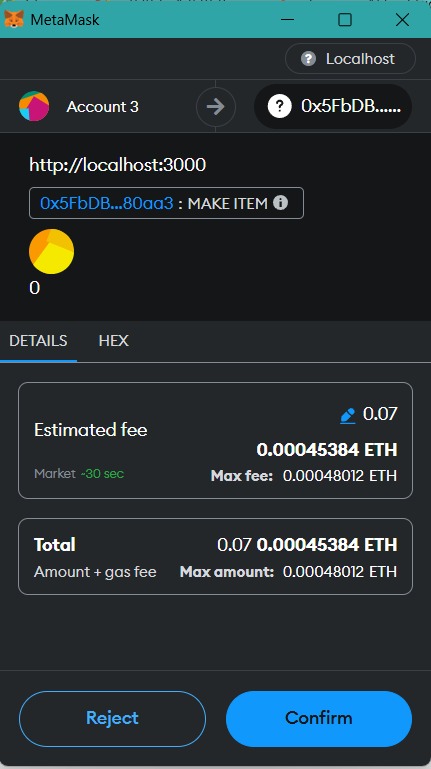 MetaMask
Localhost
Account 3
0x5FbDB......
http://localhost:3000
0x5FbDB...80aa3 : MAKE ITEM
0
DETAILS HEX
0.07
Estimated fee
0.00045384 ETH
Market ~30 sec Max fee: 0.00048012 ETH
Total 0.07 0.00045384 ETH
Amount + gas fee Max amount: 0.00048012 ETH
Reject Confirm